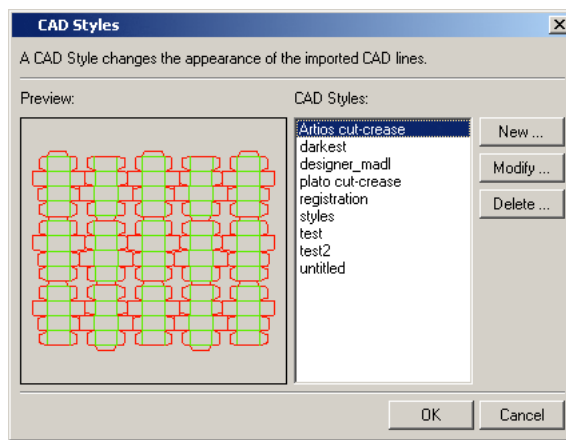 CAD Styles
A CAD Style changes the appearance of the imported CAD lines.
Preview:
CAD Styles:
Artios cut-crease
darkest
designer_madl
plato cut-crease
registration
styles
test
test2
untitled
New ...
Modify ...
Delete ...
OK
Cancel